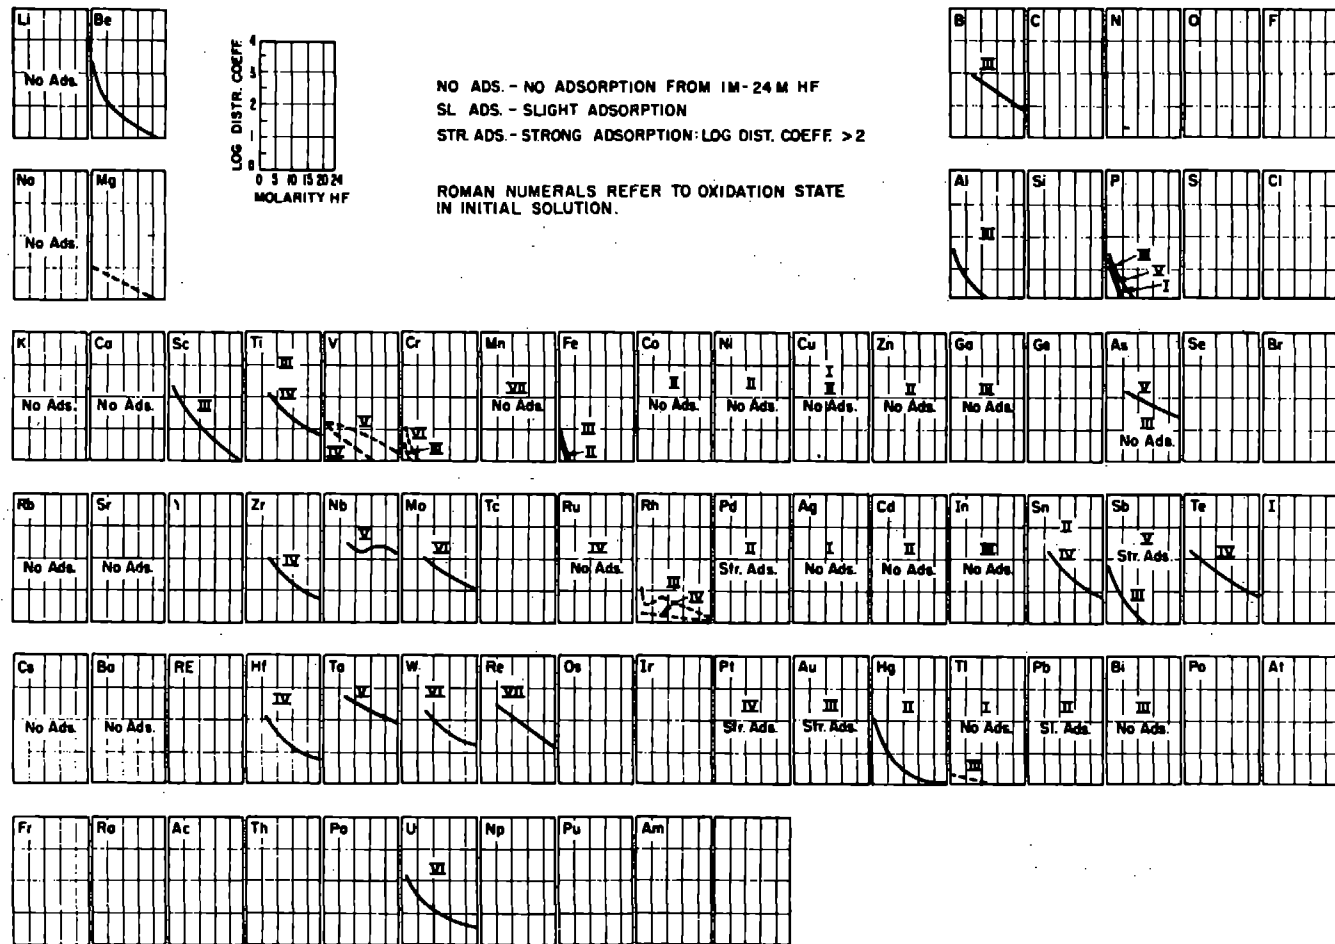 Li Be B C N O F
No Ads. III
LOG DISTR. COEFF.
4
3
2
1
0
0 5 10 15 20 24
MOLARITY HF
NO ADS. - NO ADSORPTION FROM 1M-24M HF
SL ADS. - SLIGHT ADSORPTION
STR. ADS. - STRONG ADSORPTION: LOG DIST. COEFF. >2
ROMAN NUMERALS REFER TO OXIDATION STATE
IN INITIAL SOLUTION.
Na Mg Al Si P S Cl
No Ads. III III
V
I
K Ca Sc Ti V Cr Mn Fe Co Ni Cu Zn Ga Ge As Se Br
No Ads. No Ads. III III
IV
V
IV
VI
III
VII
No Ads.
III
II
II
No Ads.
II
No Ads.
I
II
No Ads.
II
No Ads.
III
No Ads.
V
III
No Ads.
Rb Sr Zr Nb Mo Tc Ru Rh Pd Ag Cd In Sn Sb Te I
No Ads. No Ads. IV V VI
IV
No Ads.
III
IV
II
Str. Ads.
I
No Ads.
II
No Ads.
III
No Ads.
II
IV
V
Str. Ads.
III
IV
Cs Ba RE Hf Ta W Re Os Ir Pt Au Hg Tl Pb Bi Po At
No Ads. No Ads. IV V VI VII
IV
Str. Ads.
III
Str. Ads.
II
I
No Ads.
III
II
Sl. Ads.
III
No Ads.
Fr Ra Ac Th Pa U Np Pu Am
VI